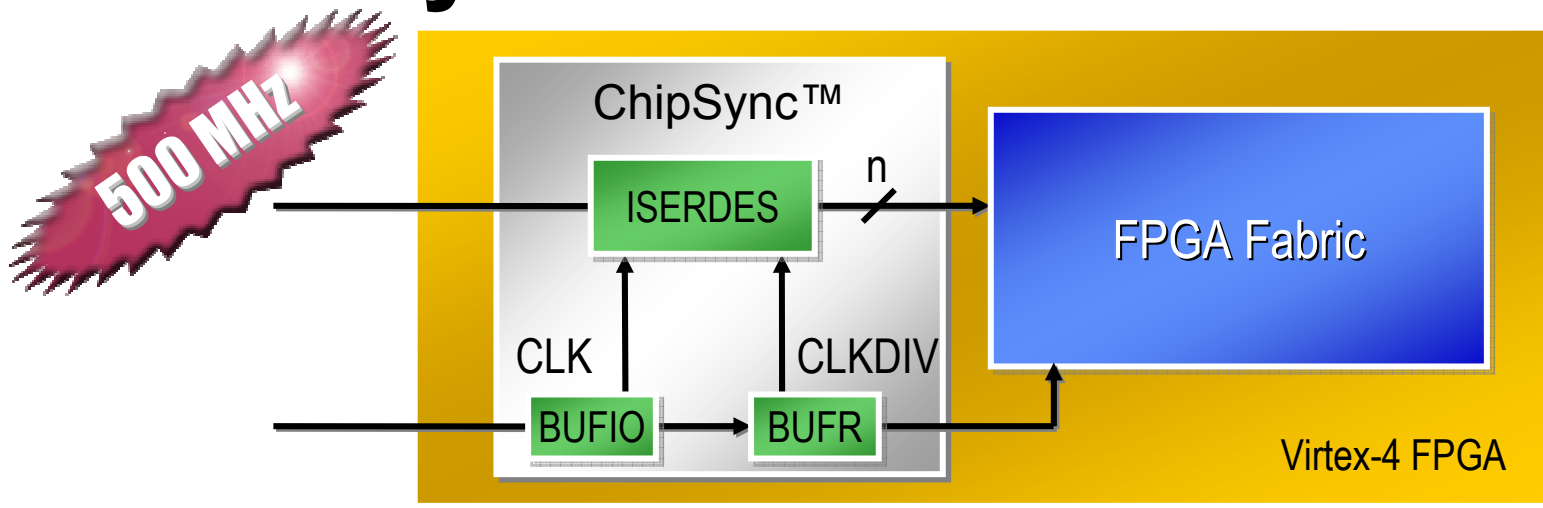 500 MHz
ChipSync™
n
ISERDES
FPGA Fabric
CLK
CLKDIV
BUFIO
BUFR
Virtex-4 FPGA